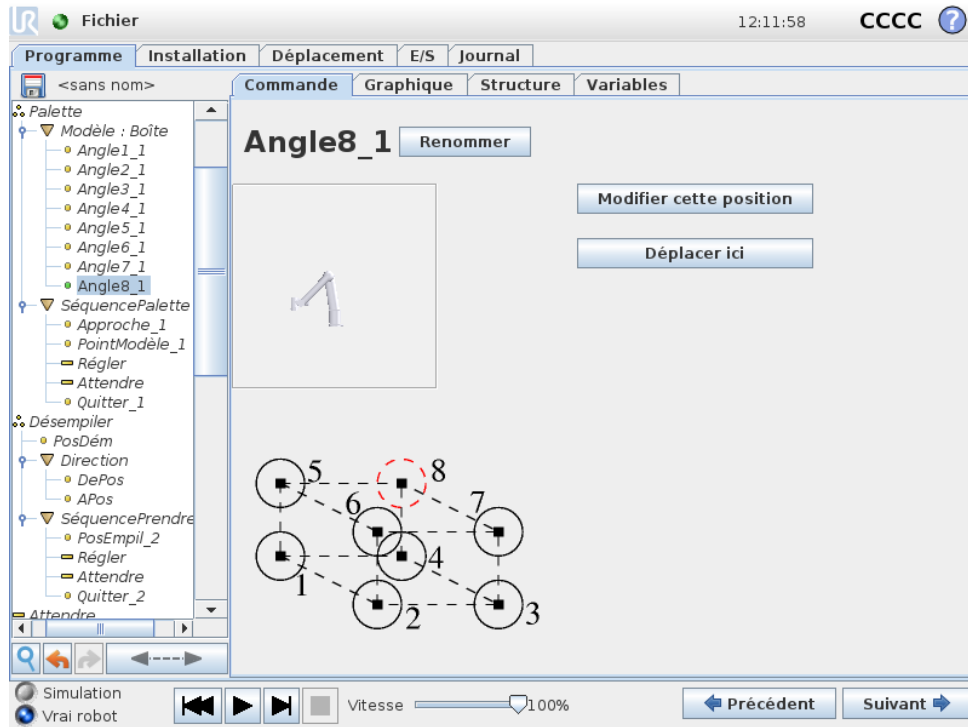 UR Fichier 12:11:58 CCCC ?
Programme Installation Déplacement E/S Journal
<sans nom> Commande Graphique Structure Variables
Palette
Modèle : Boîte
Angle1_1
Angle2_1
Angle3_1
Angle4_1
Angle5_1
Angle6_1
Angle7_1
Angle8_1
SéquencePalette
Approche_1
PointModèle_1
Régler
Attendre
Quitter_1
Désempiler
PosDém
Direction
DePos
APos
SéquencePrendre
PosEmpil_2
Régler
Attendre
Quitter_2
Attendre
Angle8_1 Renommer
Modifier cette position
Déplacer ici
5 8
6 7
4
1 2 3
Simulation
Vrai robot
Vitesse 100%
Précédent Suivant